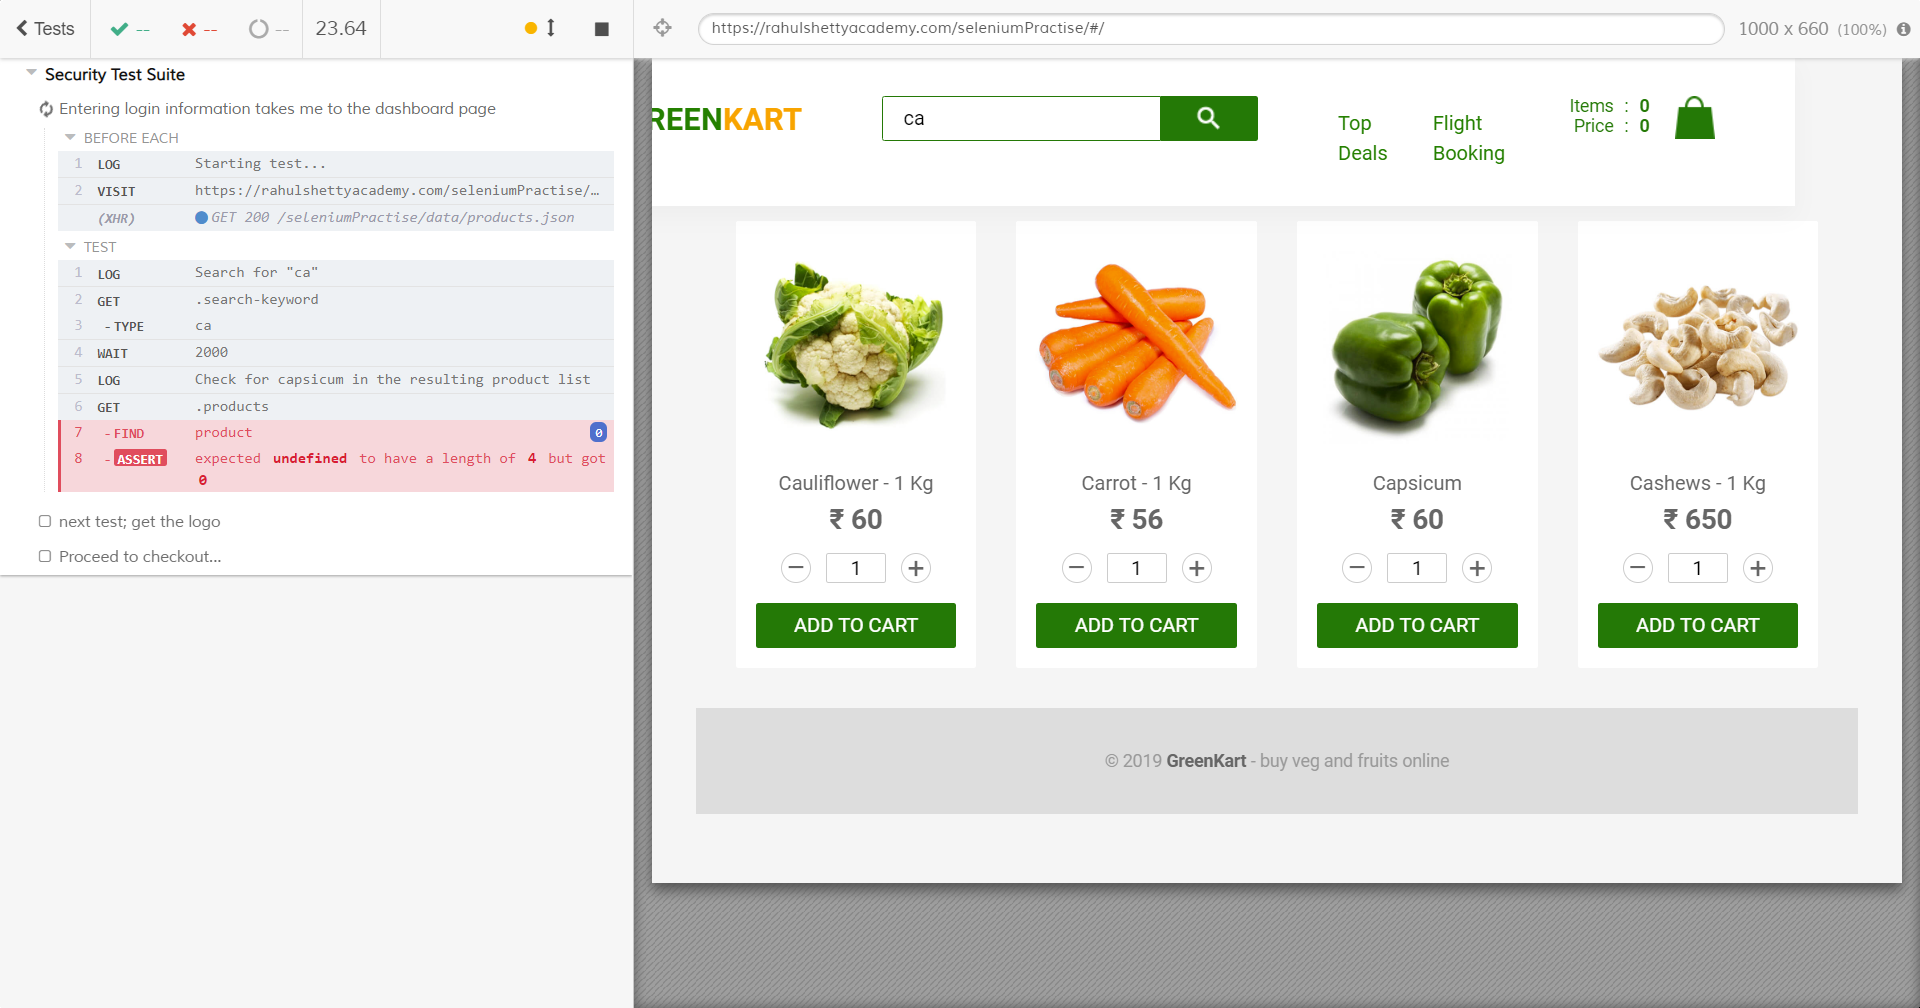 Tests
--
--
--
23.64
https://rahulshettyacademy.com/seleniumPractise/#/
1000 x 660 (100%)
Security Test Suite
Entering login information takes me to the dashboard page
BEFORE EACH
1 LOG Starting test...
2 VISIT https://rahulshettyacademy.com/seleniumPractise/…
(XHR) GET 200 /seleniumPractise/data/products.json
TEST
1 LOG Search for "ca"
2 GET .search-keyword
3 -TYPE ca
4 WAIT 2000
5 LOG Check for capsicum in the resulting product list
6 GET .products
7 -FIND product 0
8 -ASSERT expected undefined to have a length of 4 but got
0
next test; get the logo
Proceed to checkout...
REENKART
ca
Top
Deals
Flight
Booking
Items : 0
Price : 0
Cauliflower - 1 Kg
₹ 60
− 1 +
ADD TO CART
Carrot - 1 Kg
₹ 56
− 1 +
ADD TO CART
Capsicum
₹ 60
− 1 +
ADD TO CART
Cashews - 1 Kg
₹ 650
− 1 +
ADD TO CART
© 2019 GreenKart - buy veg and fruits online